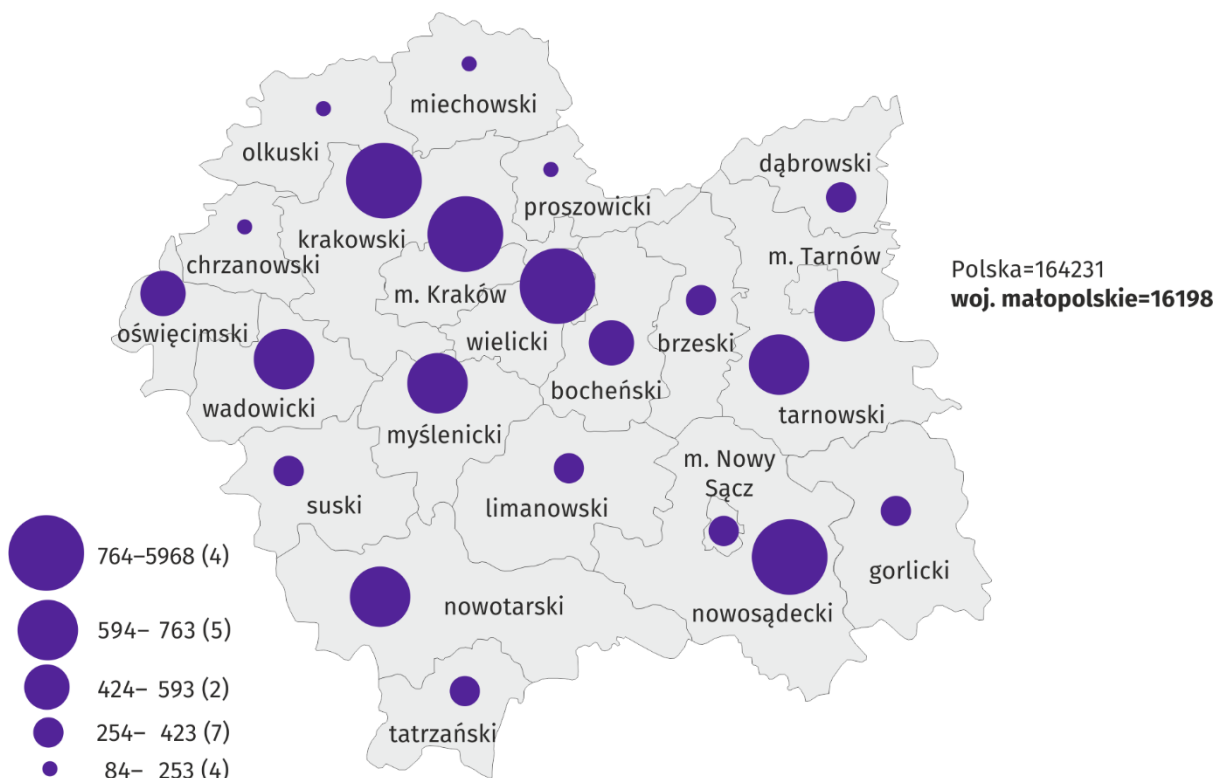 miechowski
olkuski
dąbrowski
proszowicki
krakowski
chrzanowski
m. Tarnów
m. Kraków
oświęcimski
wielicki
brzeski
bocheński
wadowicki
tarnowski
myślenicki
m. Nowy
Sącz
suski
limanowski
gorlicki
nowotarski
nowosądecki
tatrzański
Polska=164231
woj. małopolskie=16198
764–5968 (4)
594– 763 (5)
424– 593 (2)
254– 423 (7)
84– 253 (4)